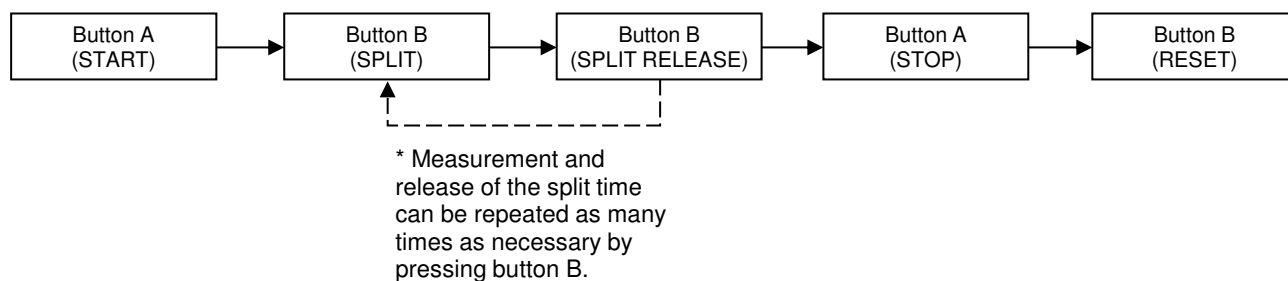 Button A
(START)
Button B
(SPLIT)
Button B
(SPLIT RELEASE)
Button A
(STOP)
Button B
(RESET)
* Measurement and
release of the split time
can be repeated as many
times as necessary by
pressing button B.